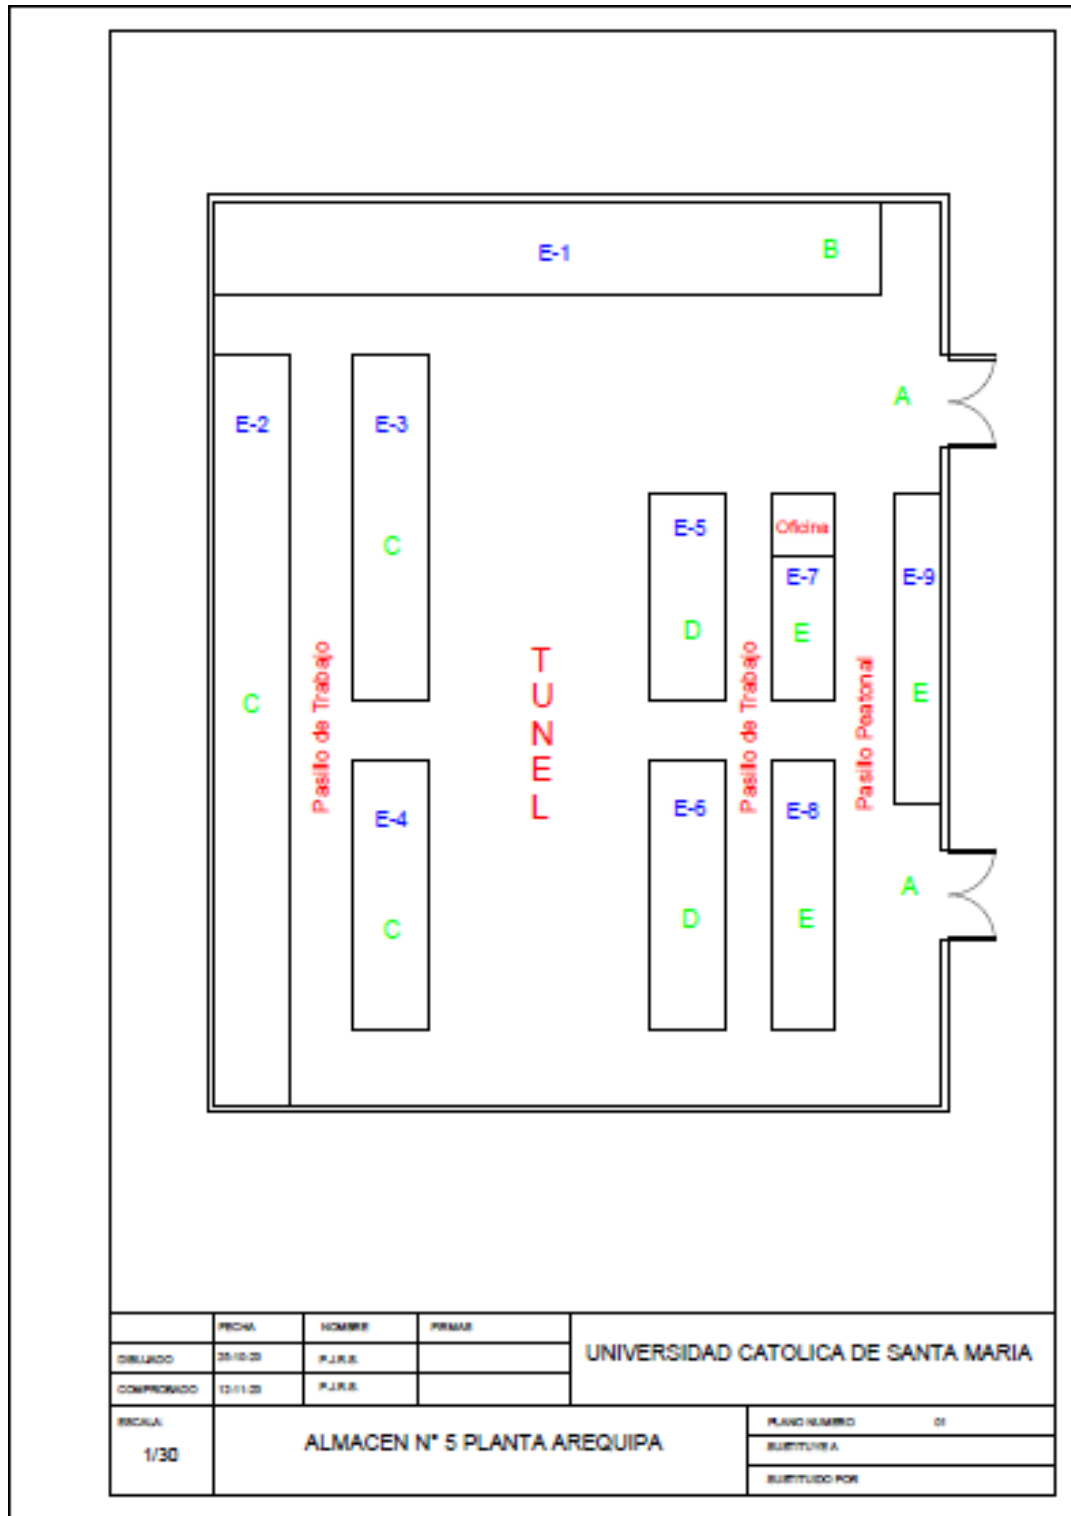 E-1
B
A
E-2
E-3
C
E-5
Oficina
E-7
E-9
D
E
E
C
Pasillo de Trabajo
TUNEL
Pasillo de Trabajo
Pasillo Peatonal
E-4
E-6
E-8
A
C
D
E
FECHA
NOMBRE
FIRMAS
UNIVERSIDAD CATOLICA DE SANTA MARIA
DIBUJADO
P.J.R.S.
COMPROBADO
P.J.R.S.
ESCALA:
1/30
ALMACEN N° 5 PLANTA AREQUIPA
PLANO NUMERO 01
SUSTITUYE A
SUSTITUIDO POR